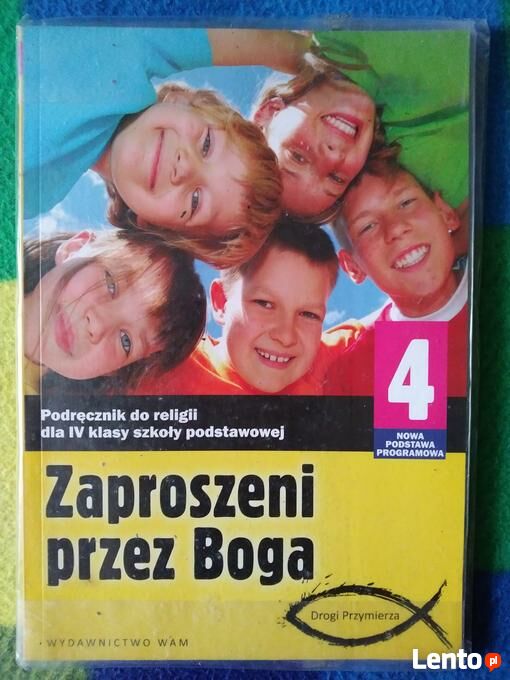 Podręcznik do religii
dla IV klasy szkoły podstawowej
4
NOWA
PODSTAWA
PROGRAMOWA
Zaproszeni
przez Boga
Drogi Przymierza
• WYDAWNICTWO WAM
Lento pl